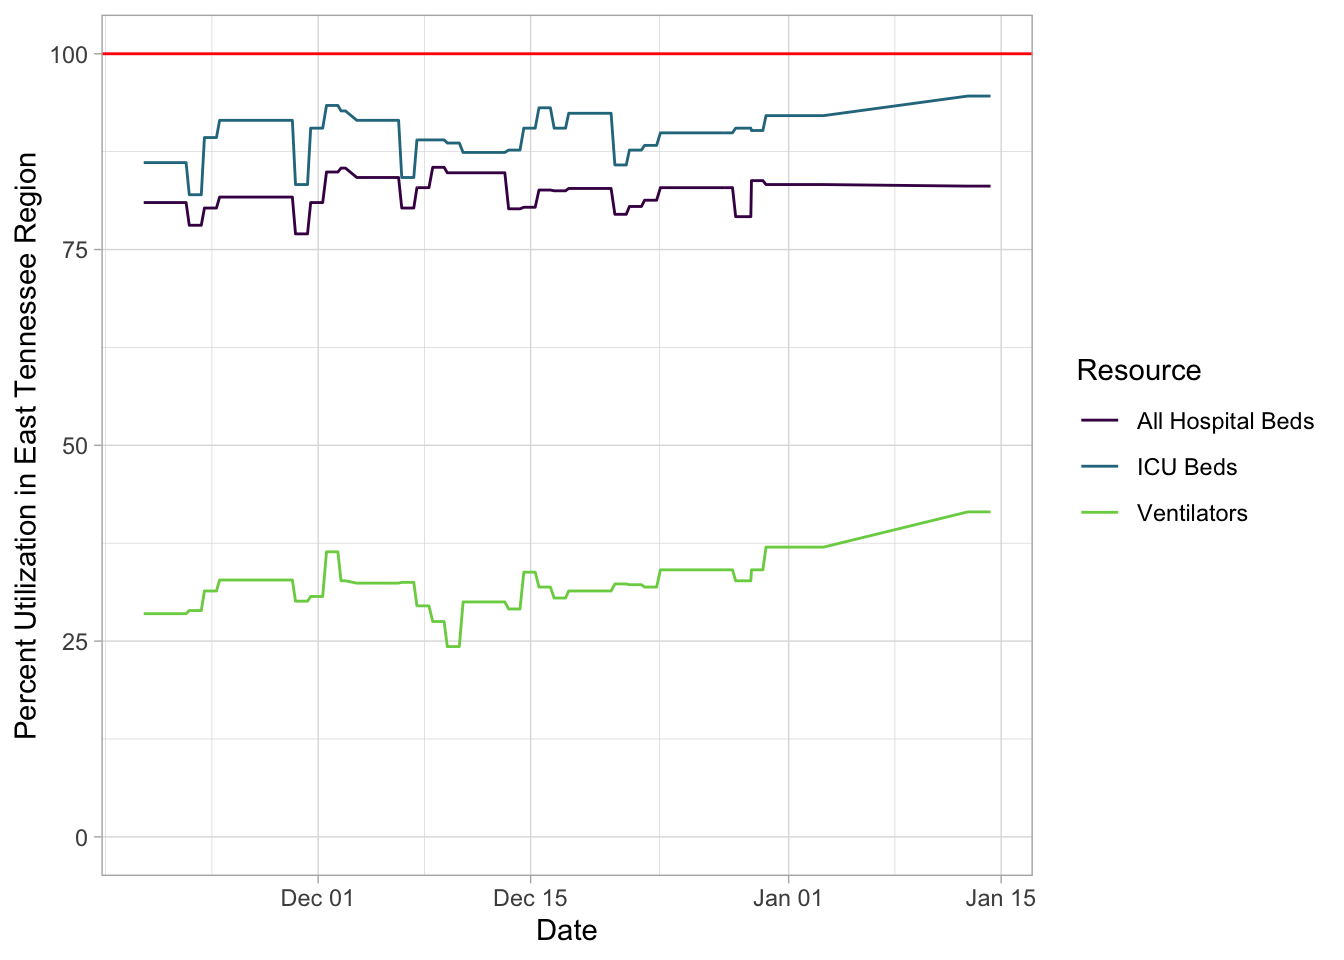 Percent Utilization in East Tennessee Region
100
75
50
25
0
Dec 01
Dec 15
Jan 01
Jan 15
Date
Resource
All Hospital Beds
ICU Beds
Ventilators